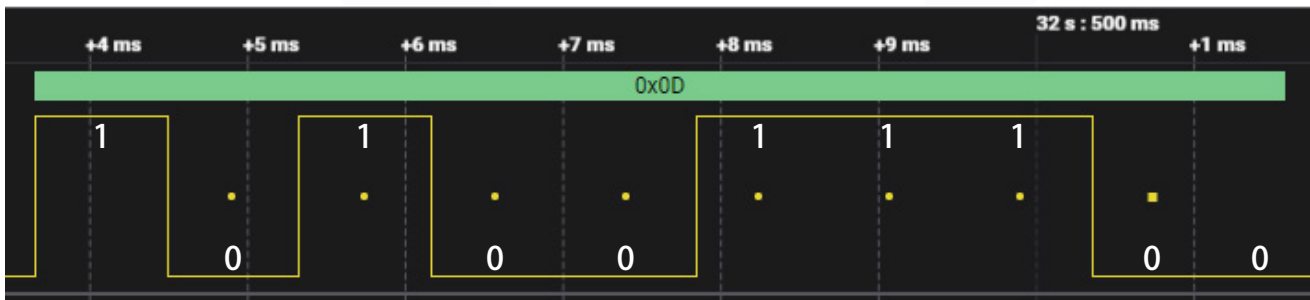 32 s : 500 ms
+4 ms +5 ms +6 ms +7 ms +8 ms +9 ms +1 ms
0x0D
1 1 1 1 1
0 0 0 0 0